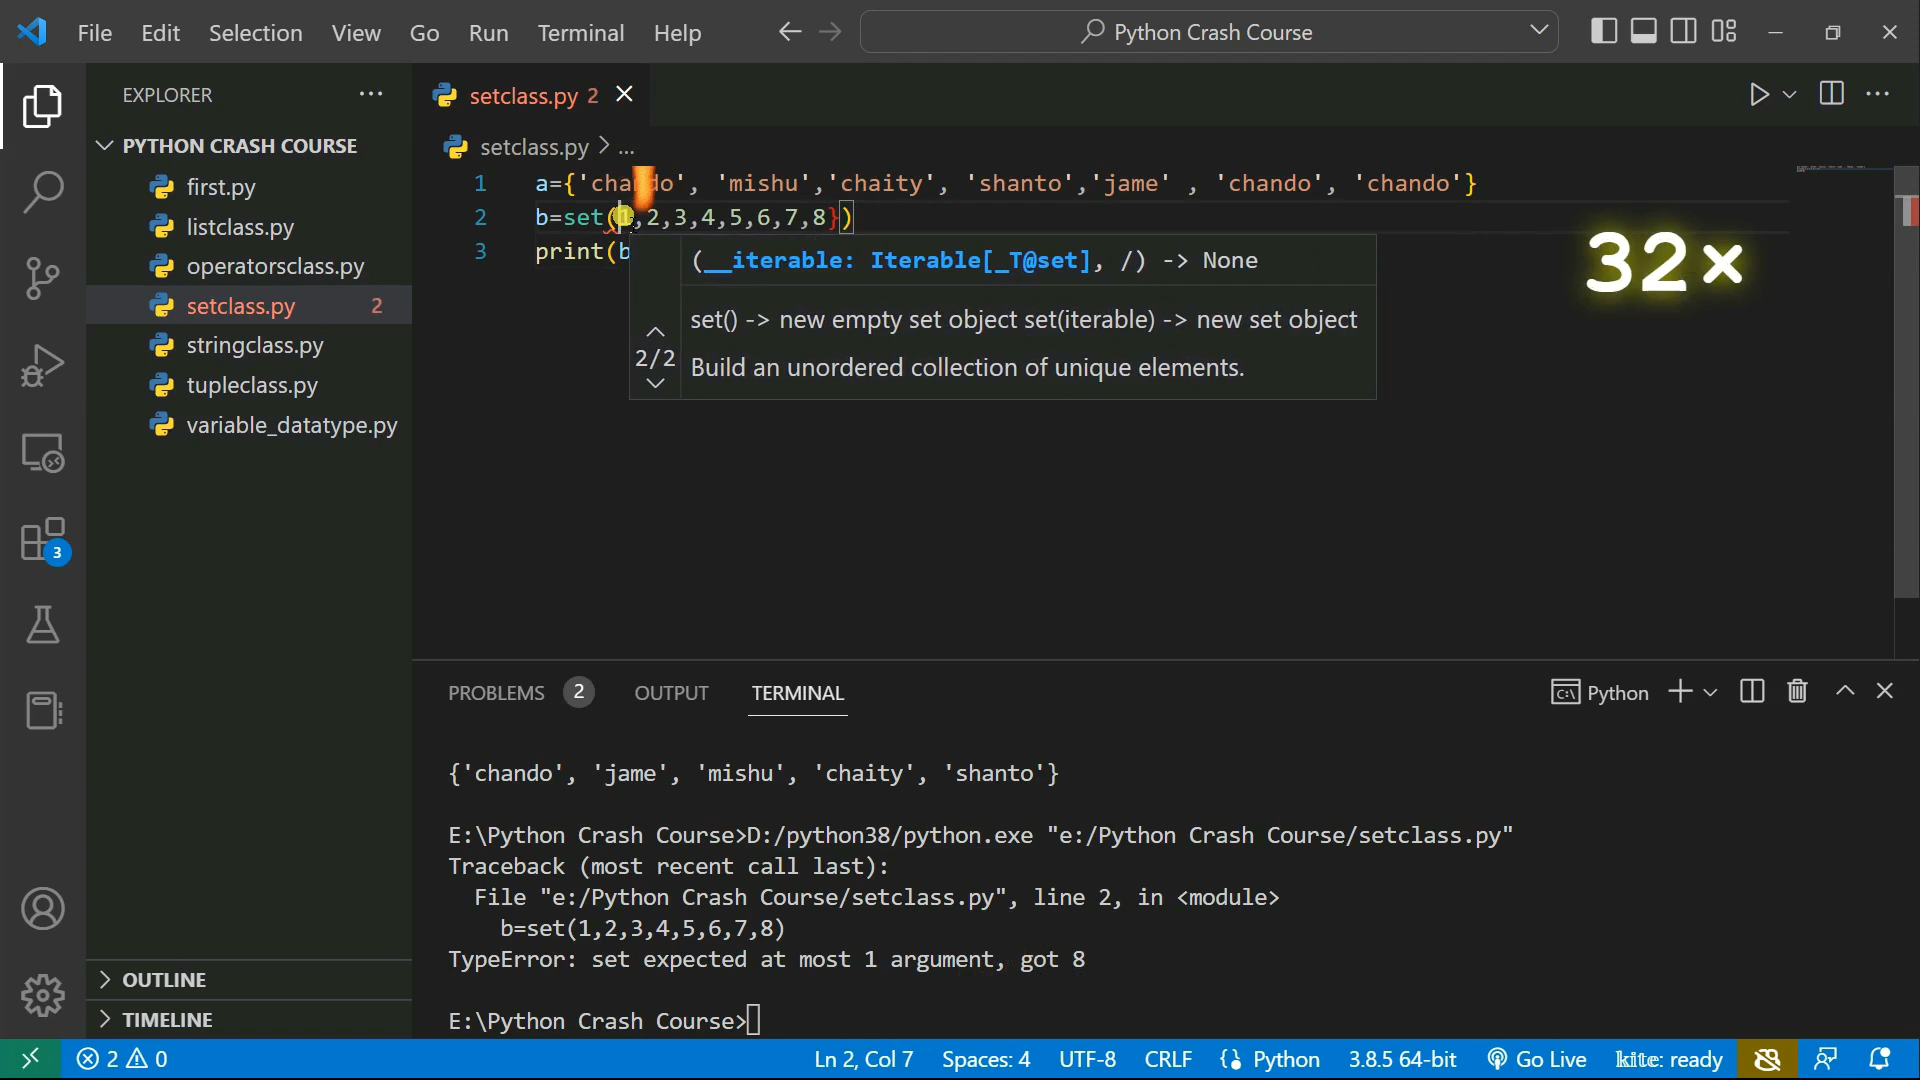 File Edit Selection View Go Run Terminal Help
Python Crash Course
EXPLORER
PYTHON CRASH COURSE
first.py
listclass.py
operatorsclass.py
setclass.py 2
stringclass.py
tupleclass.py
variable_datatype.py
OUTLINE
TIMELINE
3
setclass.py 2
setclass.py > ...
1 a={'chando', 'mishu','chaity', 'shanto','jame' , 'chando', 'chando'}
2 b=set(1,2,3,4,5,6,7,8})
3 print(b
(__iterable: Iterable[_T@set], /) -> None
set() -> new empty set object set(iterable) -> new set object
2/2
Build an unordered collection of unique elements.
32×
PROBLEMS 2 OUTPUT TERMINAL
Python
{'chando', 'jame', 'mishu', 'chaity', 'shanto'}
E:\Python Crash Course>D:/python38/python.exe "e:/Python Crash Course/setclass.py"
Traceback (most recent call last):
File "e:/Python Crash Course/setclass.py", line 2, in <module>
b=set(1,2,3,4,5,6,7,8)
TypeError: set expected at most 1 argument, got 8
E:\Python Crash Course>
2 0
Ln 2, Col 7 Spaces: 4 UTF-8 CRLF Python 3.8.5 64-bit Go Live kite: ready